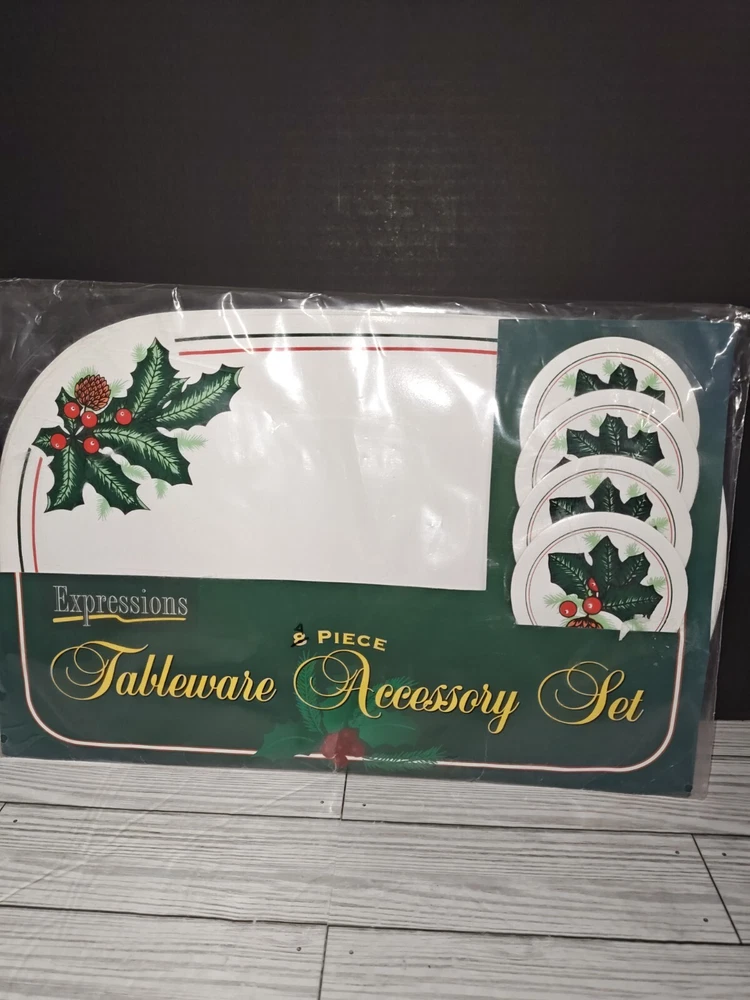 Expressions
8 PIECE
Tableware Accessory Set